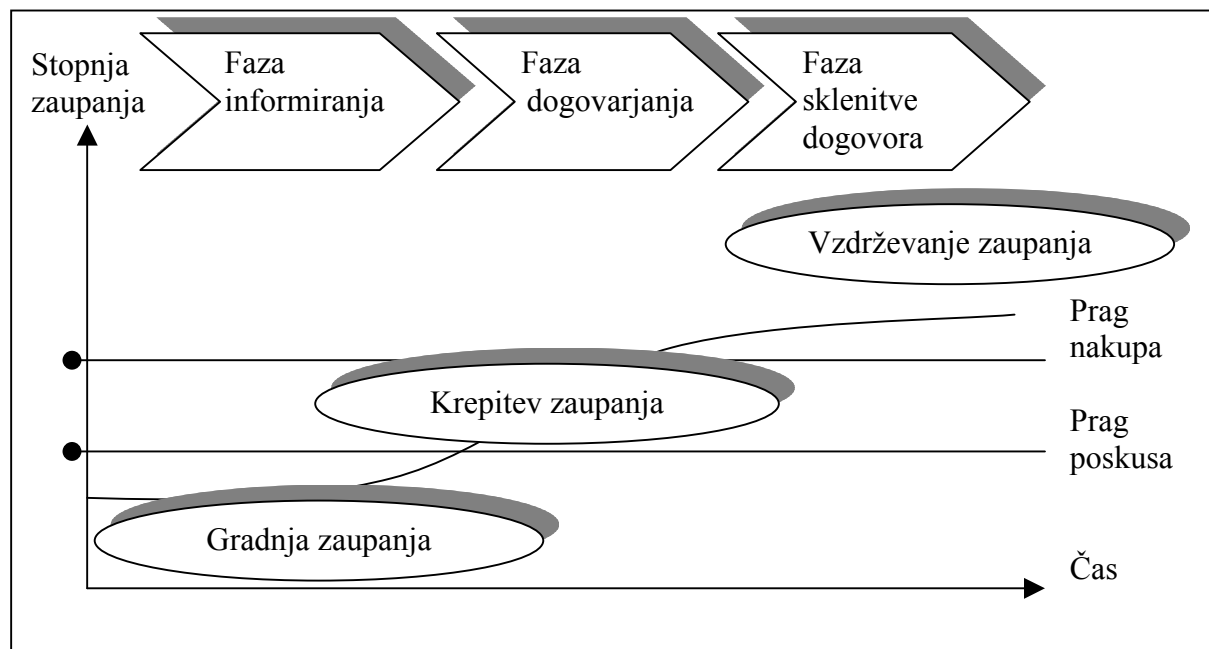 Stopnja
zaupanja
Faza
informiranja
Faza
dogovarjanja
Faza
sklenitve
dogovora
Vzdrževanje zaupanja
Prag
nakupa
Krepitev zaupanja
Prag
poskusa
Gradnja zaupanja
Čas